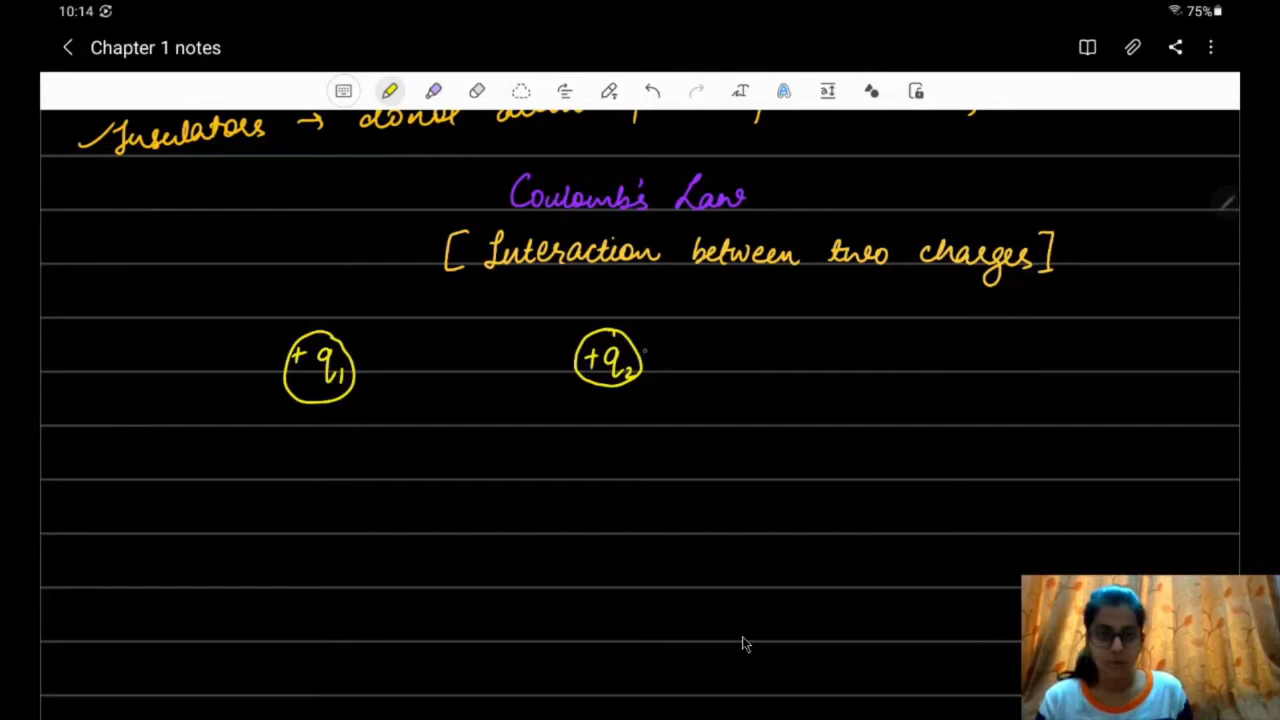 10:14 75%
Chapter 1 notes
Insulators →
Coulomb's Law
[ Interaction between two charges ]
+ q1 + q2